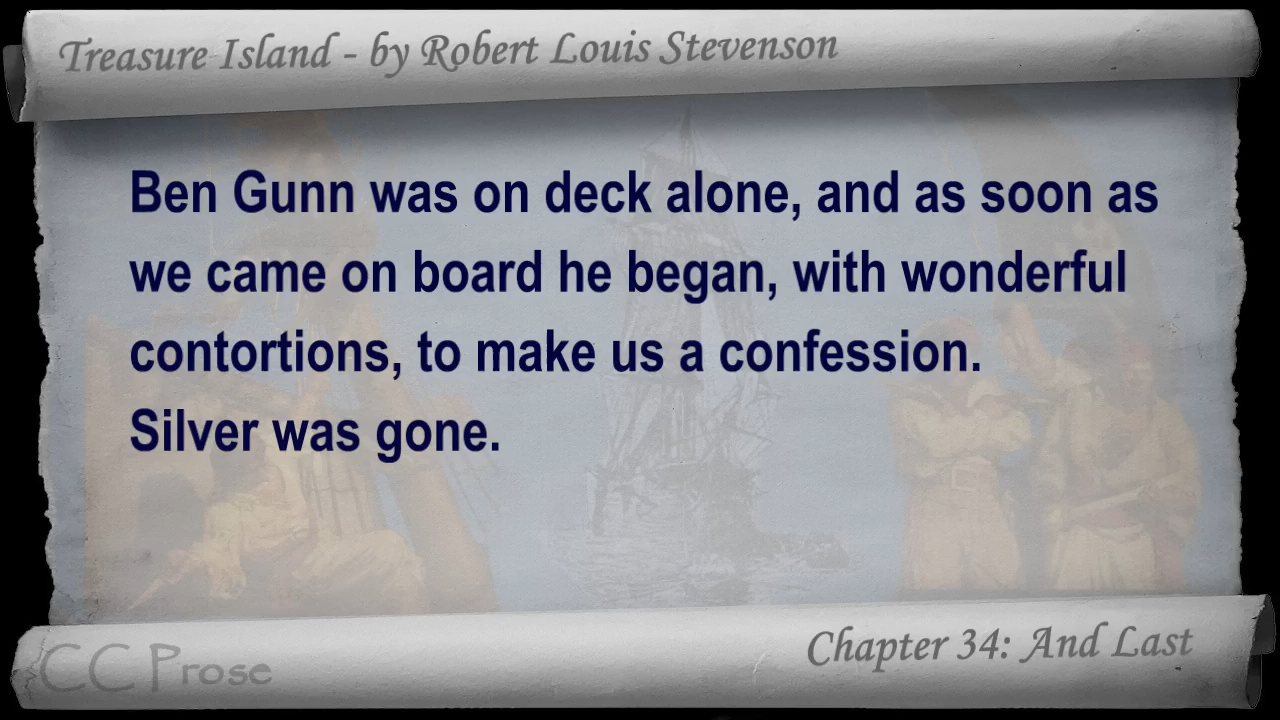 Treasure Island - by Robert Louis Stevenson
Ben Gunn was on deck alone, and as soon as
we came on board he began, with wonderful
contortions, to make us a confession.
Silver was gone.
CC Prose
Chapter 34: And Last